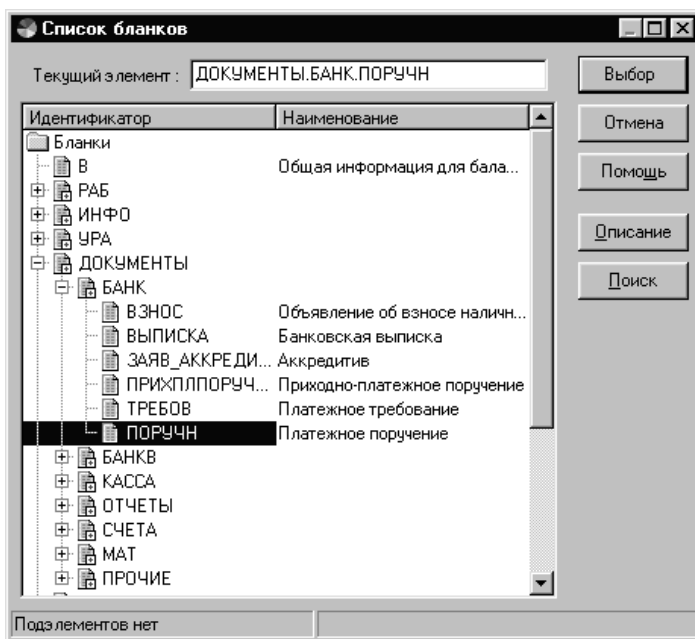 Список бланков
Текущий элемент : ДОКУМЕНТЫ.БАНК.ПОРУЧН
Выбор
Идентификатор Наименование
Отмена
Бланки
В Общая информация для бала...
Помощь
РАБ
ИНФО
УРА
Описание
ДОКУМЕНТЫ
БАНК
Поиск
ВЗНОС Объявление об взносе наличн...
ВЫПИСКА Банковская выписка
ЗАЯВ_АККРЕДИ... Аккредитив
ПРИХПЛПОРУЧ... Приходно-платежное поручение
ТРЕБОВ Платежное требование
ПОРУЧН Платежное поручение
БАНКВ
КАССА
ОТЧЕТЫ
СЧЕТА
МАТ
ПРОЧИЕ
Подэлементов нет